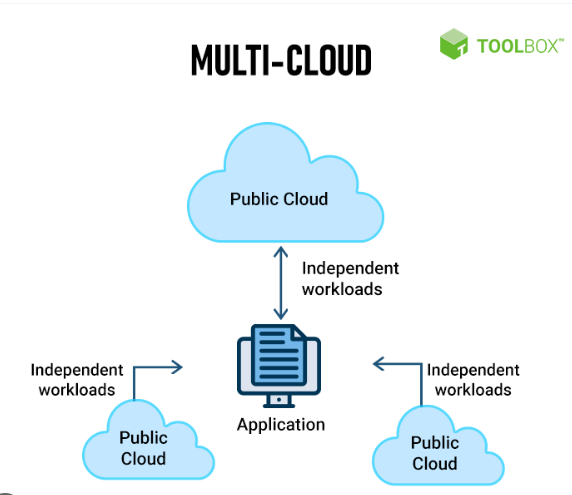 MULTI-CLOUD
TOOLBOX™
Public Cloud
Independent
workloads
Independent
workloads
Application
Independent
workloads
Public
Cloud
Public
Cloud